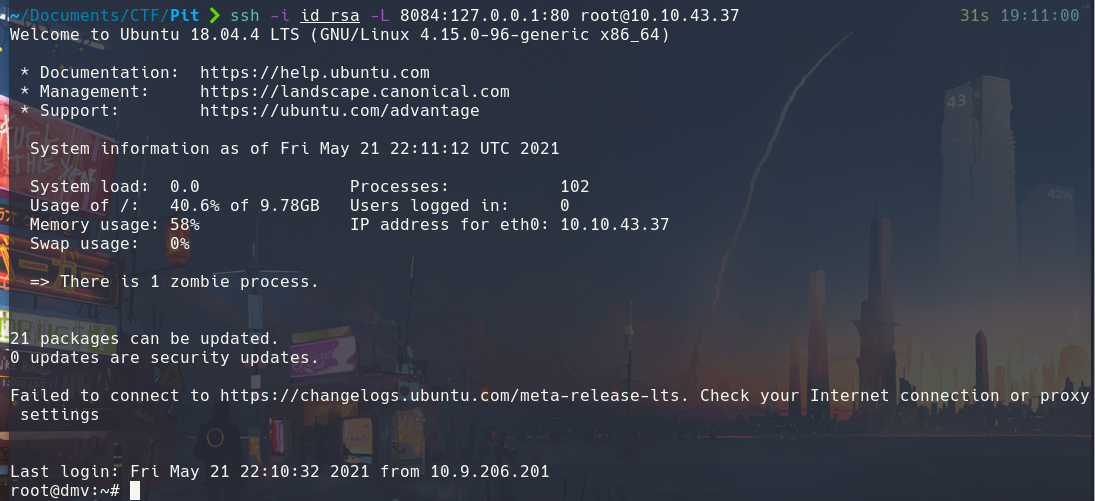 ~/Documents/CTF/Pit ❯ ssh -i id_rsa -L 8084:127.0.0.1:80 root@10.10.43.37 31s 19:11:00
Welcome to Ubuntu 18.04.4 LTS (GNU/Linux 4.15.0-96-generic x86_64)
* Documentation: https://help.ubuntu.com
* Management: https://landscape.canonical.com
* Support: https://ubuntu.com/advantage
System information as of Fri May 21 22:11:12 UTC 2021
System load: 0.0 Processes: 102
Usage of /: 40.6% of 9.78GB Users logged in: 0
Memory usage: 58% IP address for eth0: 10.10.43.37
Swap usage: 0%
=> There is 1 zombie process.
21 packages can be updated.
0 updates are security updates.
Failed to connect to https://changelogs.ubuntu.com/meta-release-lts. Check your Internet connection or proxy
settings
Last login: Fri May 21 22:10:32 2021 from 10.9.206.201
root@dmv:~#
43